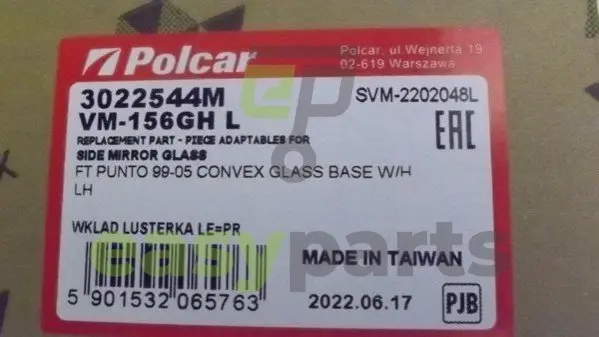 Polcar
Polcar. ul Wejnerta 19
02-619 Warszawa
3022544M
SVM-2202048L
VM-156GH L
EAC
REPLACEMENT PART - PIECE ADAPTABLES FOR
SIDE MIRROR GLASS
FT PUNTO 99-05 CONVEX GLASS BASE W/H
LH
WKLAD LUSTERKA LE=PR
MADE IN TAIWAN
5 901532 065763
2022.06.17
PJB
ep
easyparts